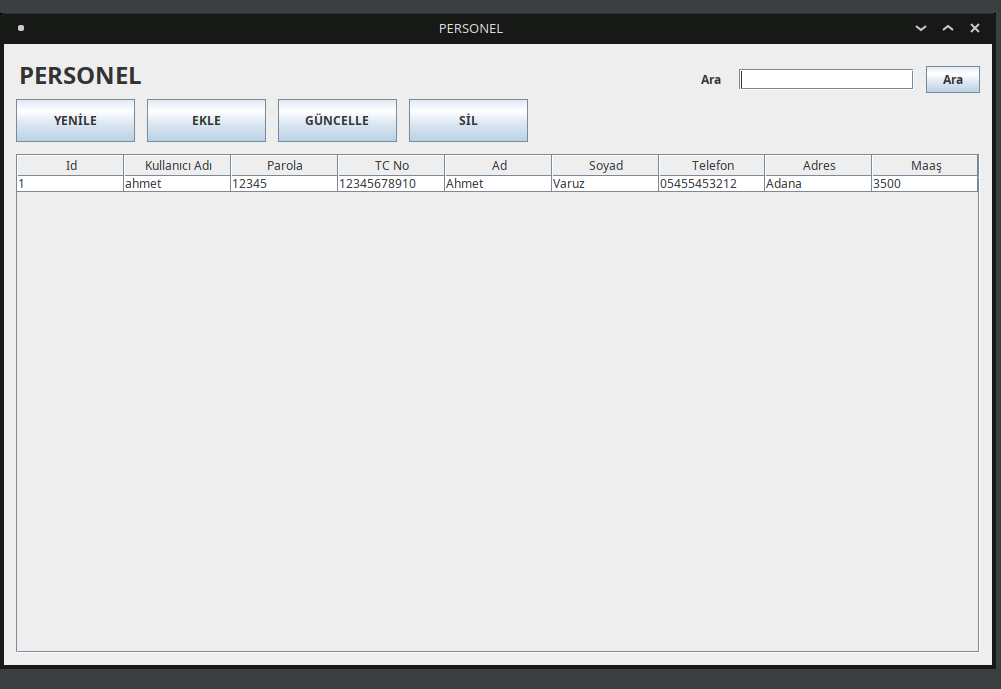 PERSONEL
PERSONEL
Ara Ara
YENİLE EKLE GÜNCELLE SİL
Id Kullanıcı Adı Parola TC No Ad Soyad Telefon Adres Maaş
1 ahmet 12345 12345678910 Ahmet Varuz 05455453212 Adana 3500